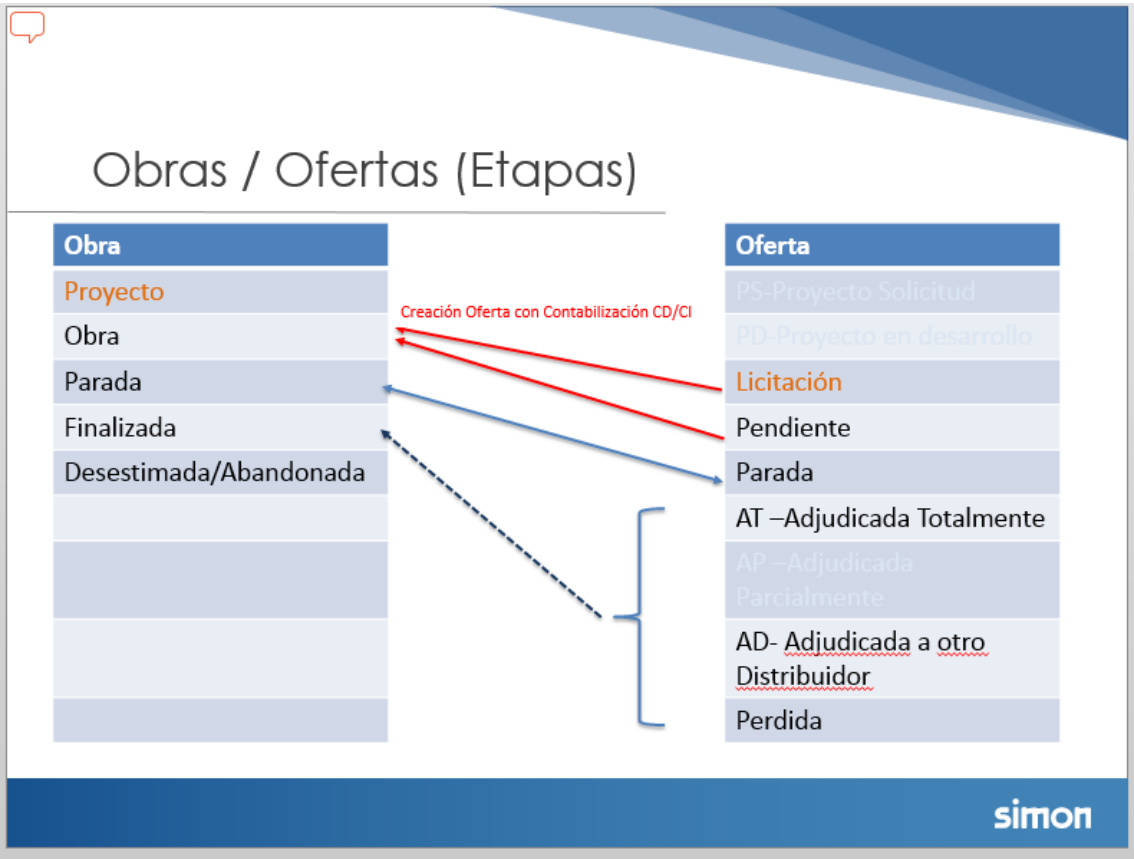 Obras / Ofertas (Etapas)
Obra
Proyecto
Obra
Parada
Finalizada
Desestimada/Abandonada
Creación Oferta con Contabilización CD/CI
Oferta
PS-Proyecto Solicitud
PD-Proyecto en desarrollo
Licitación
Pendiente
Parada
AT –Adjudicada Totalmente
AP –Adjudicada
Parcialmente
AD- Adjudicada a otro
Distribuidor
Perdida
simon